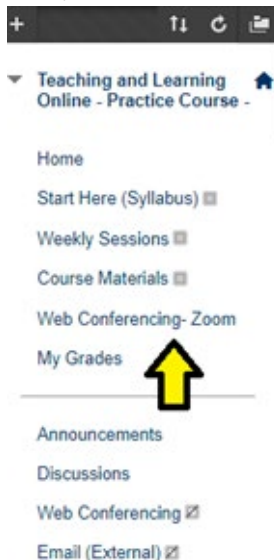 Teaching and Learning
Online - Practice Course -
Home
Start Here (Syllabus)
Weekly Sessions
Course Materials
Web Conferencing- Zoom
My Grades
Announcements
Discussions
Web Conferencing
Email (External)